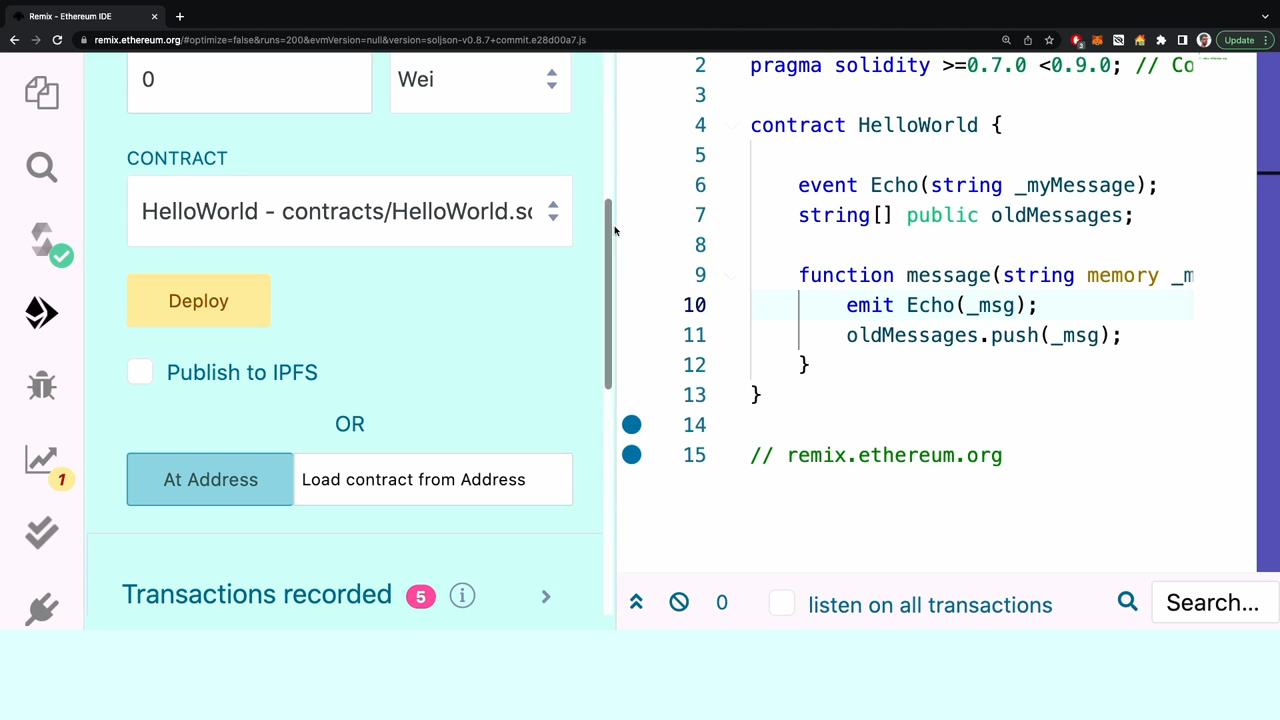 Remix - Ethereum IDE
remix.ethereum.org/#optimize=false&runs=200&evmVersion=null&version=soljson-v0.8.7+commit.e28d00a7.js
3
Update
0
Wei
CONTRACT
HelloWorld - contracts/HelloWorld.so
Deploy
Publish to IPFS
OR
At Address
Load contract from Address
Transactions recorded 5 i
1
2 pragma solidity >=0.7.0 <0.9.0; // Co
3
4 contract HelloWorld {
5
6 event Echo(string _myMessage);
7 string[] public oldMessages;
8
9 function message(string memory _m
10 emit Echo(_msg);
11 oldMessages.push(_msg);
12 }
13 }
14
15 // remix.ethereum.org
0
listen on all transactions
Search...